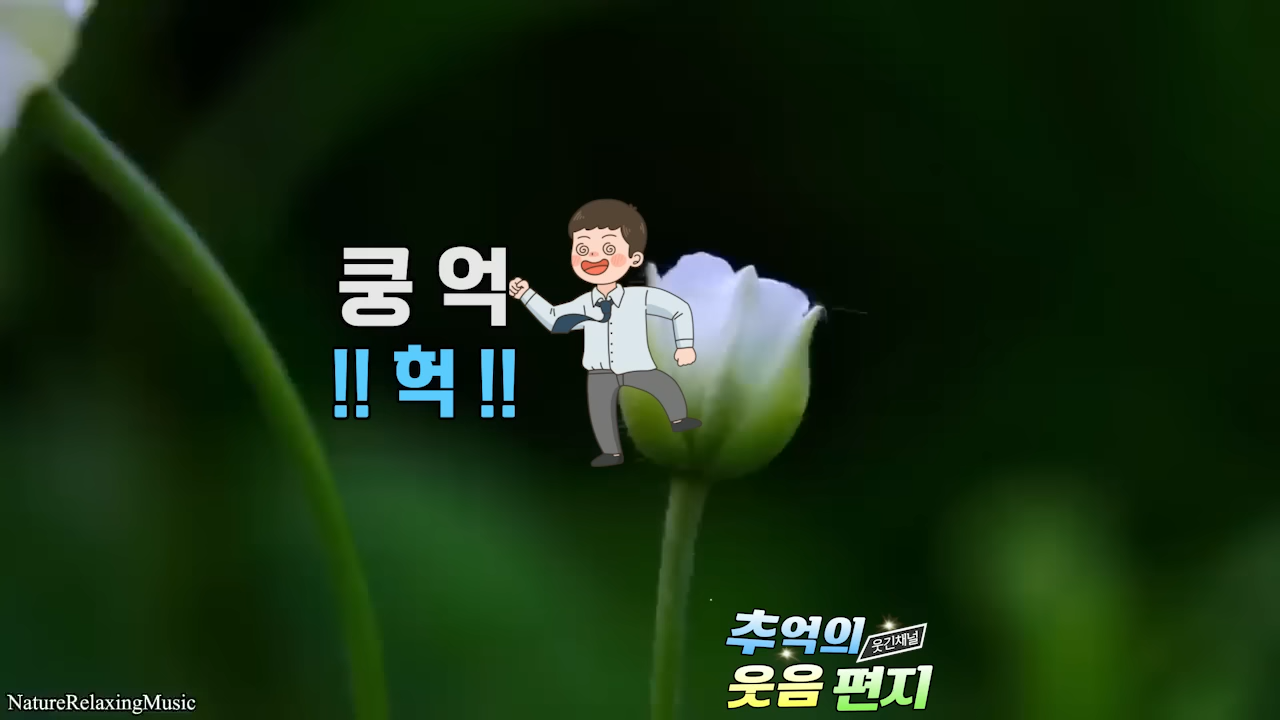 쿵 억
!! 헉 !!
추억의
웃긴채널
웃음 편지
NatureRelaxingMusic